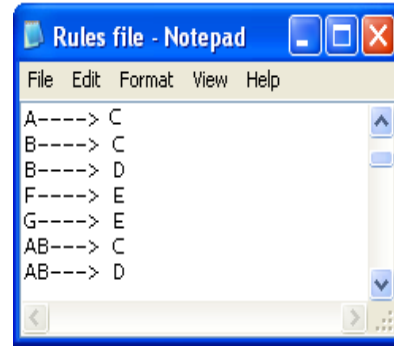 Rules file - Notepad
File Edit Format View Help
A----> C
B----> C
B----> D
F----> E
G----> E
AB---> C
AB---> D